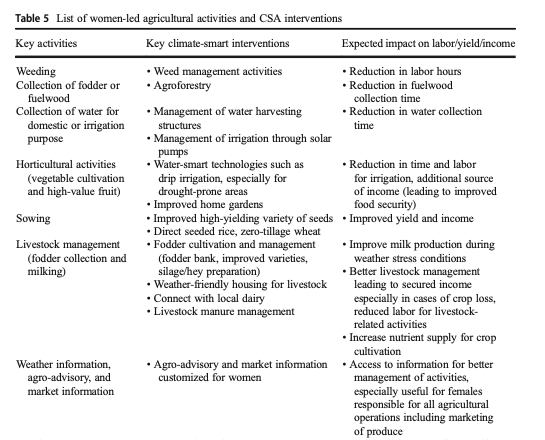 Table 5 List of women-led agricultural activities and CSA interventions
Key activities Key climate-smart interventions Expected impact on labor/yield/income
Weeding • Weed management activities • Reduction in labor hours
Collection of fodder or • Agroforestry • Reduction in fuelwood
fuelwood collection time
Collection of water for • Management of water harvesting • Reduction in water collection
domestic or irrigation structures time
purpose • Management of irrigation through solar
pumps
Horticultural activities • Water-smart technologies such as • Reduction in time and labor
(vegetable cultivation drip irrigation, especially for for irrigation, additional source
and high-value fruit) drought-prone areas of income (leading to improved
• Improved home gardens food security)
Sowing • Improved high-yielding variety of seeds • Improved yield and income
• Direct seeded rice, zero-tillage wheat
Livestock management • Fodder cultivation and management • Improve milk production during
(fodder collection and (fodder bank, improved varieties, weather stress conditions
milking) silage/hey preparation) • Better livestock management
• Weather-friendly housing for livestock leading to secured income
• Connect with local dairy especially in cases of crop loss,
• Livestock manure management reduced labor for livestock-
related activities
• Increase nutrient supply for crop
cultivation
Weather information, • Agro-advisory and market information • Access to information for better
agro-advisory, and customized for women management of activities,
market information especially useful for females
responsible for all agricultural
operations including marketing
of produce